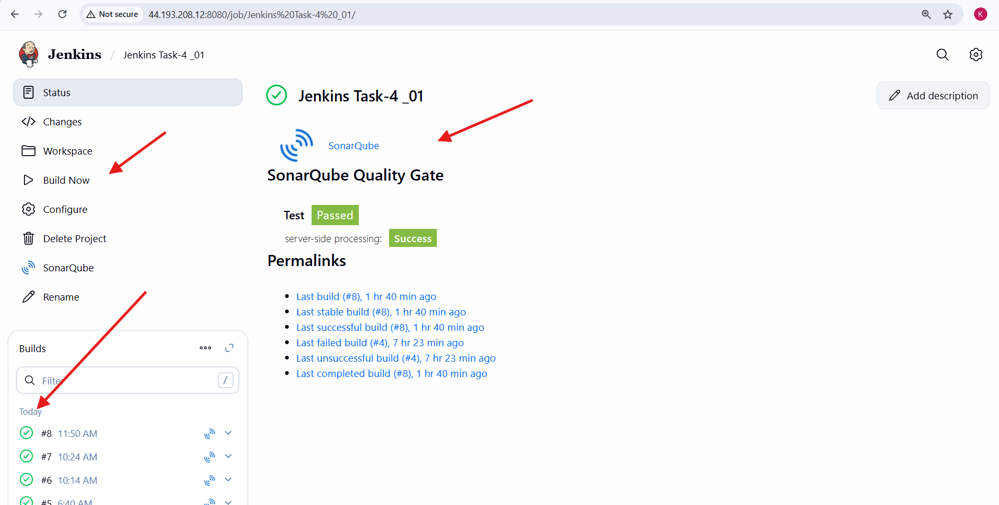 Not secure 44.193.208.12:8080/job/Jenkins%20Task-4%20_01/
K
Jenkins / Jenkins Task-4 _01
Status
Changes
Workspace
Build Now
Configure
Delete Project
SonarQube
Rename
Builds
Filter /
Today
#8 11:50 AM
#7 10:24 AM
#6 10:14 AM
#5 6:40 AM
Jenkins Task-4 _01
Add description
SonarQube
SonarQube Quality Gate
Test Passed
server-side processing: Success
Permalinks
Last build (#8), 1 hr 40 min ago
Last stable build (#8), 1 hr 40 min ago
Last successful build (#8), 1 hr 40 min ago
Last failed build (#4), 7 hr 23 min ago
Last unsuccessful build (#4), 7 hr 23 min ago
Last completed build (#8), 1 hr 40 min ago